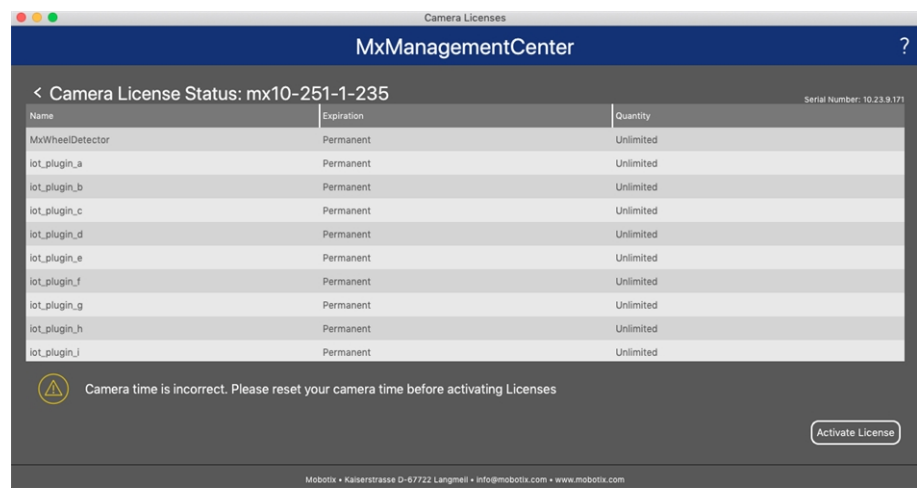 Camera Licenses
MxManagementCenter ?
< Camera License Status: mx10-251-1-235
Serial Number: 10.23.9.171
Name Expiration Quantity
MxWheelDetector Permanent Unlimited
iot_plugin_a Permanent Unlimited
iot_plugin_b Permanent Unlimited
iot_plugin_c Permanent Unlimited
iot_plugin_d Permanent Unlimited
iot_plugin_e Permanent Unlimited
iot_plugin_f Permanent Unlimited
iot_plugin_g Permanent Unlimited
iot_plugin_h Permanent Unlimited
iot_plugin_i Permanent Unlimited
Camera time is incorrect. Please reset your camera time before activating Licenses
Activate License
Mobotix • Kaiserstrasse D-67722 Langmeil • info@mobotix.com • www.mobotix.com